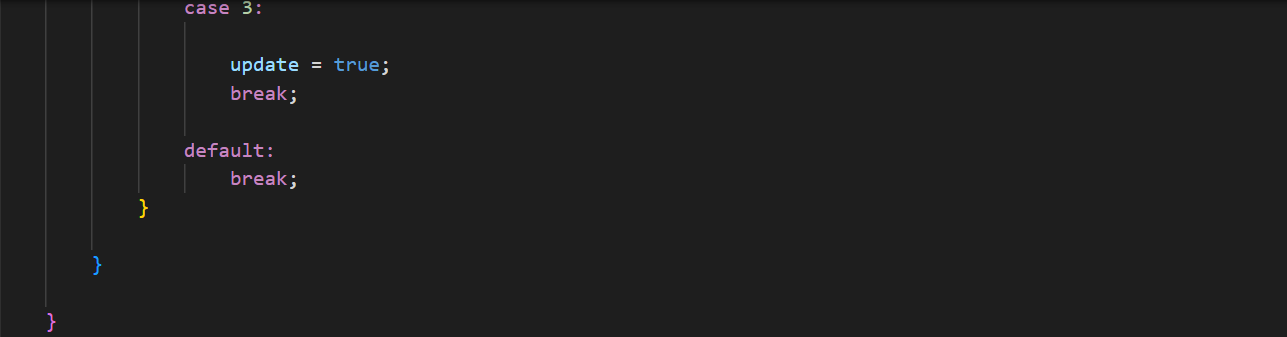 case 3:
update = true;
break;
default:
break;
}
}
}